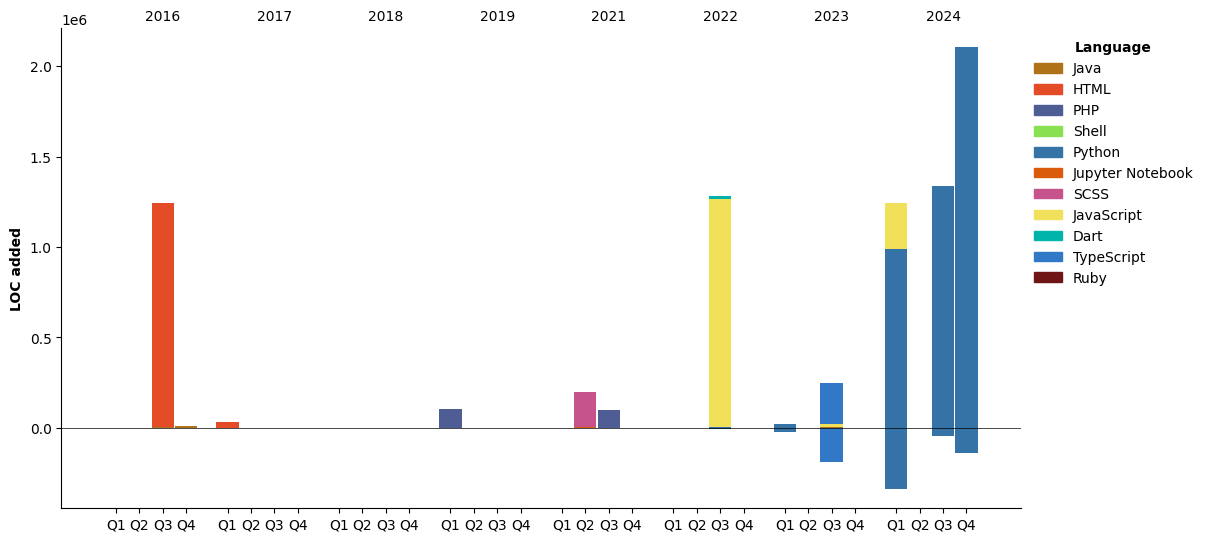 1e6
2016 2017 2018 2019 2021 2022 2023 2024
LOC added
2.0
1.5
1.0
0.5
0.0
Q1 Q2 Q3 Q4 Q1 Q2 Q3 Q4 Q1 Q2 Q3 Q4 Q1 Q2 Q3 Q4 Q1 Q2 Q3 Q4 Q1 Q2 Q3 Q4 Q1 Q2 Q3 Q4 Q1 Q2 Q3 Q4
Language
Java
HTML
PHP
Shell
Python
Jupyter Notebook
SCSS
JavaScript
Dart
TypeScript
Ruby